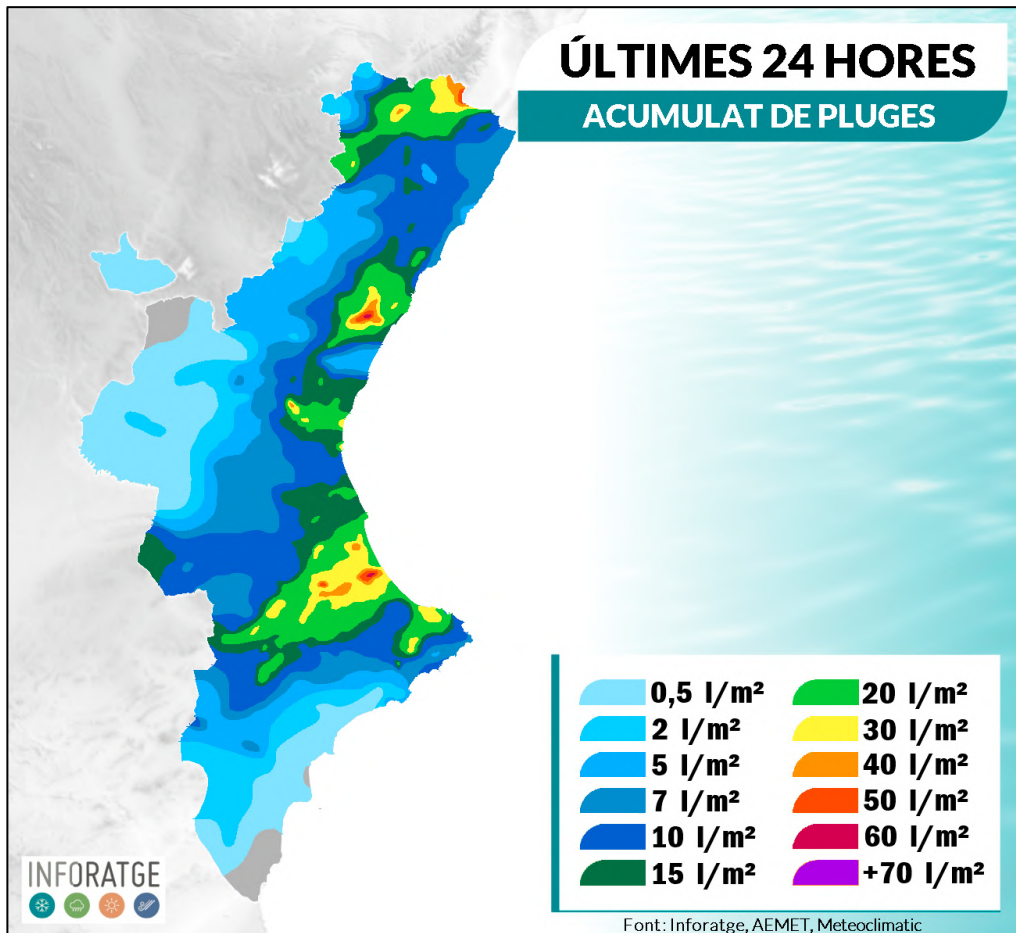 ÚLTIMES 24 HORES
ACUMULAT DE PLUGES
0,5 l/m²
2 l/m²
5 l/m²
7 l/m²
10 l/m²
15 l/m²
20 l/m²
30 l/m²
40 l/m²
50 l/m²
60 l/m²
+70 l/m²
INFORATGE
Font: Inforatge, AEMET, Meteoclimatic